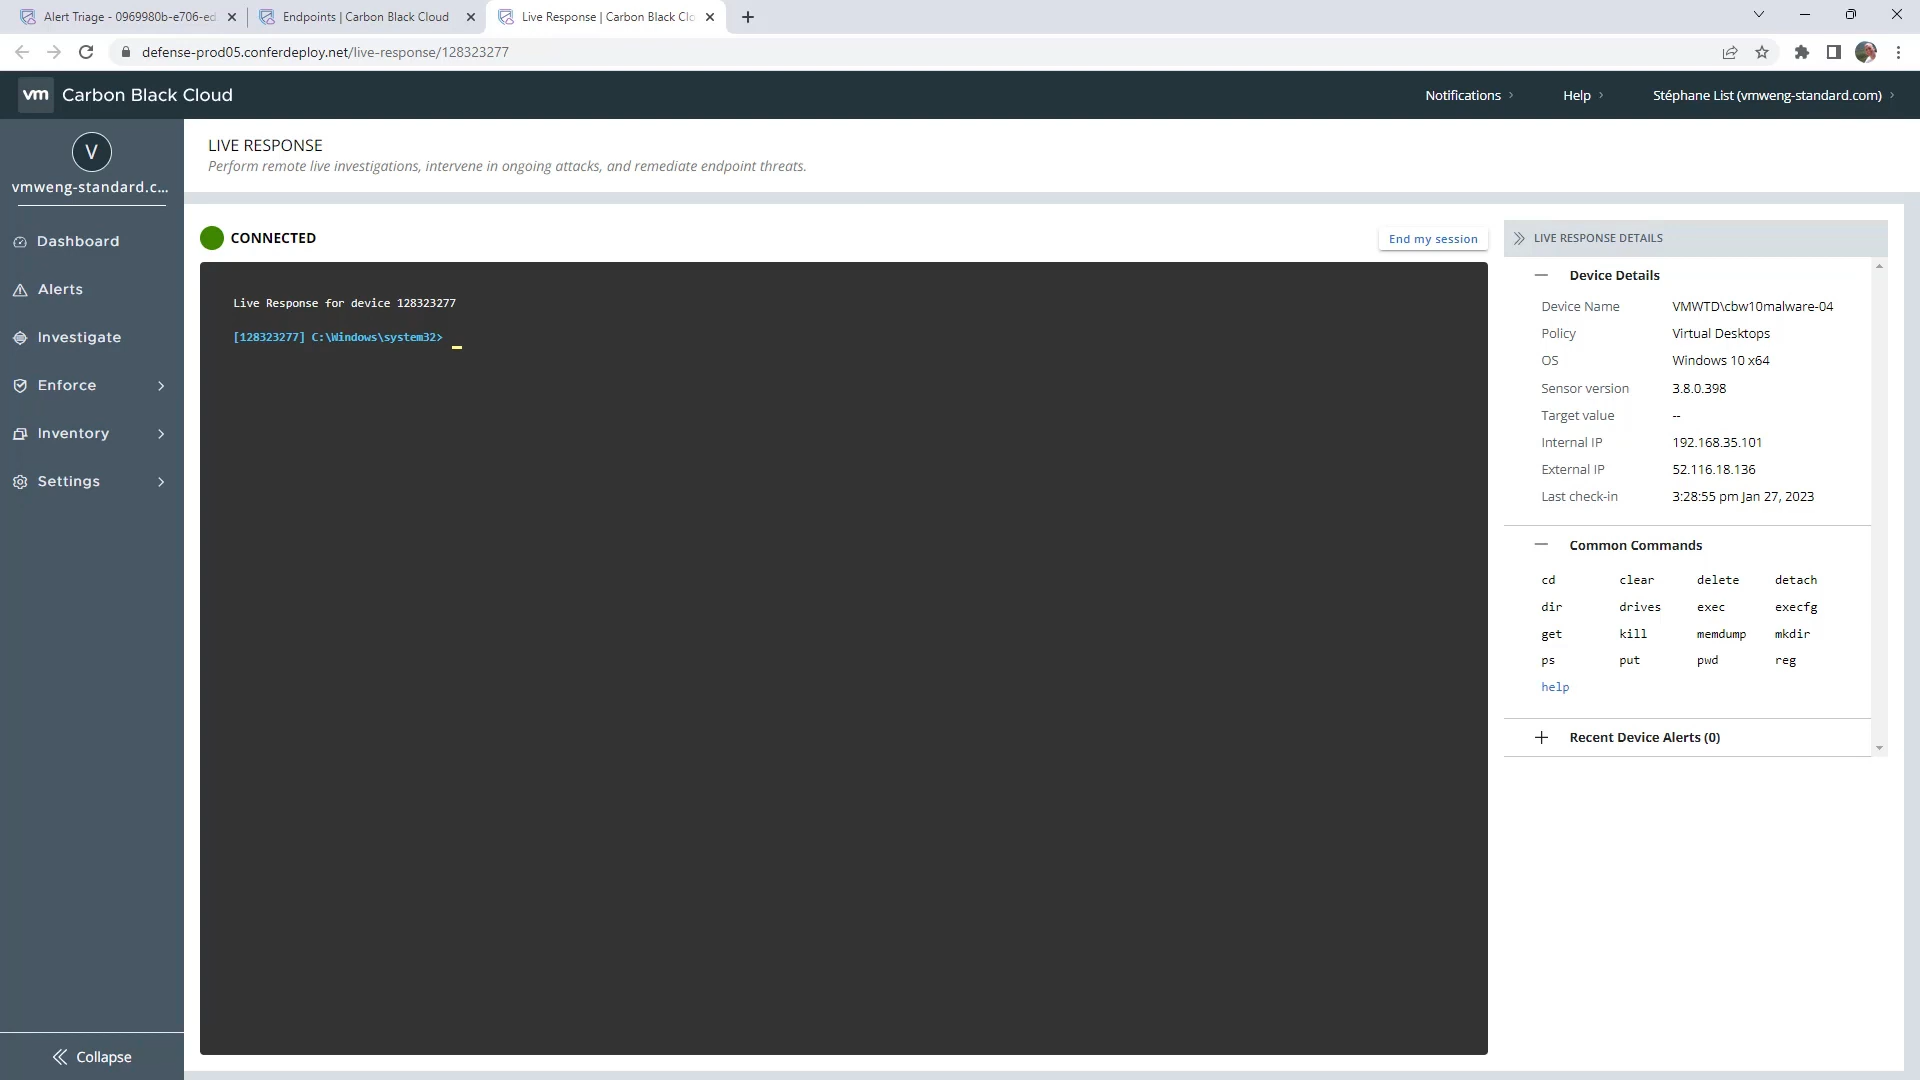 Alert Triage - 0969980b-e706-ed
Endpoints | Carbon Black Cloud
Live Response | Carbon Black Clo
defense-prod05.conferdeploy.net/live-response/128323277
vm Carbon Black Cloud
Notifications
Help
Stéphane List (vmweng-standard.com)
V
vmweng-standard.c...
Dashboard
Alerts
Investigate
Enforce
Inventory
Settings
Collapse
LIVE RESPONSE
Perform remote live investigations, intervene in ongoing attacks, and remediate endpoint threats.
CONNECTED
End my session
Live Response for device 128323277
[128323277] C:\Windows\system32>
LIVE RESPONSE DETAILS
Device Details
Device Name VMWTD\cbw10malware-04
Policy Virtual Desktops
OS Windows 10 x64
Sensor version 3.8.0.398
Target value --
Internal IP 192.168.35.101
External IP 52.116.18.136
Last check-in 3:28:55 pm Jan 27, 2023
Common Commands
cd clear delete detach
dir drives exec execfg
get kill memdump mkdir
ps put pwd reg
help
Recent Device Alerts (0)